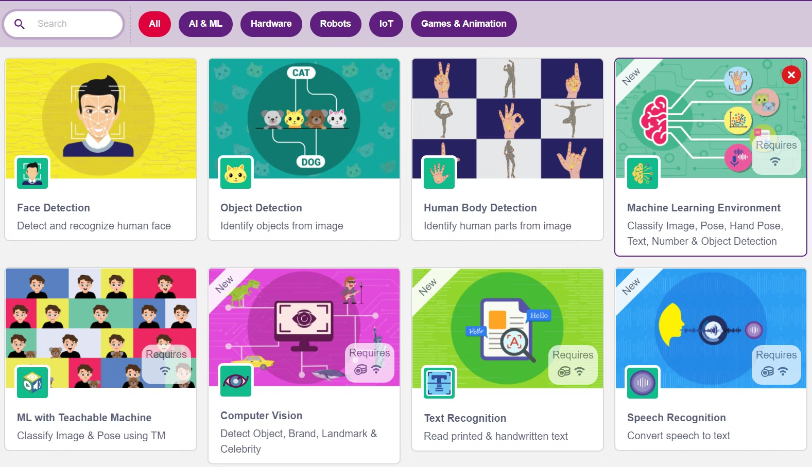 Search
All
AI & ML
Hardware
Robots
IoT
Games & Animation
CAT
DOG
Face Detection
Detect and recognize human face
Object Detection
Identify objects from image
Human Body Detection
Identify human parts from image
New
Requires
Machine Learning Environment
Classify Image, Pose, Hand Pose,
Text, Number & Object Detection
Requires
ML with Teachable Machine
Classify Image & Pose using TM
New
Requires
Computer Vision
Detect Object, Brand, Landmark &
Celebrity
New
Hello
Hello
A
Requires
T
Text Recognition
Read printed & handwritten text
New
Requires
Speech Recognition
Convert speech to text